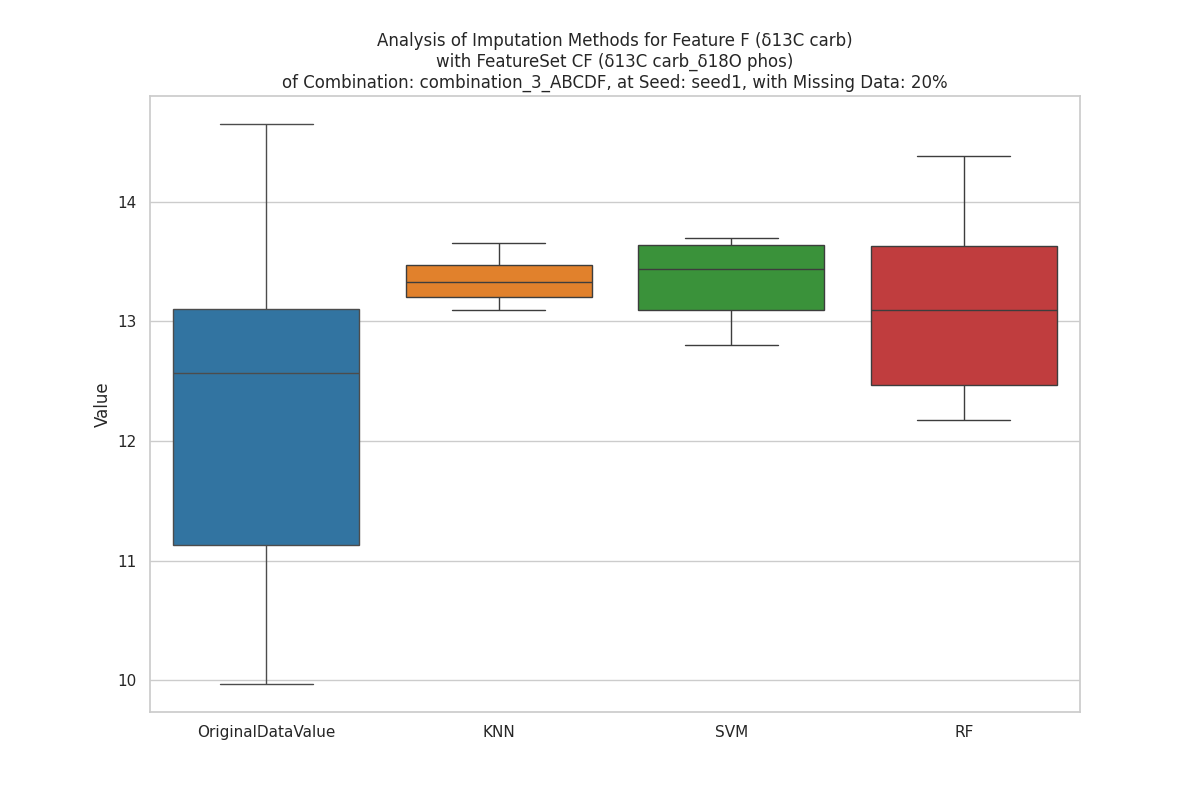 Analysis of Imputation Methods for Feature F (δ13C carb)
with FeatureSet CF (δ13C carb_δ18O phos)
of Combination: combination_3_ABCDF, at Seed: seed1, with Missing Data: 20%
14
13
12
11
10
Value
OriginalDataValue
KNN
SVM
RF